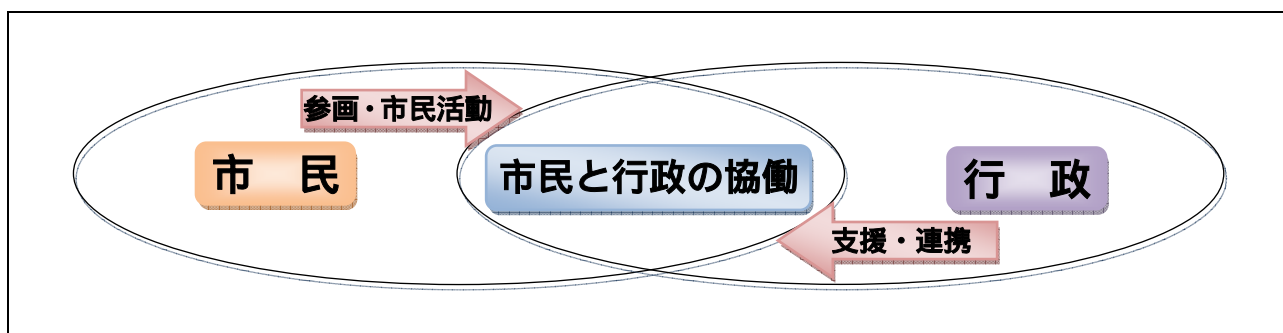 参画・市民活動
市　民
市民と行政の協働
行　政
支援・連携